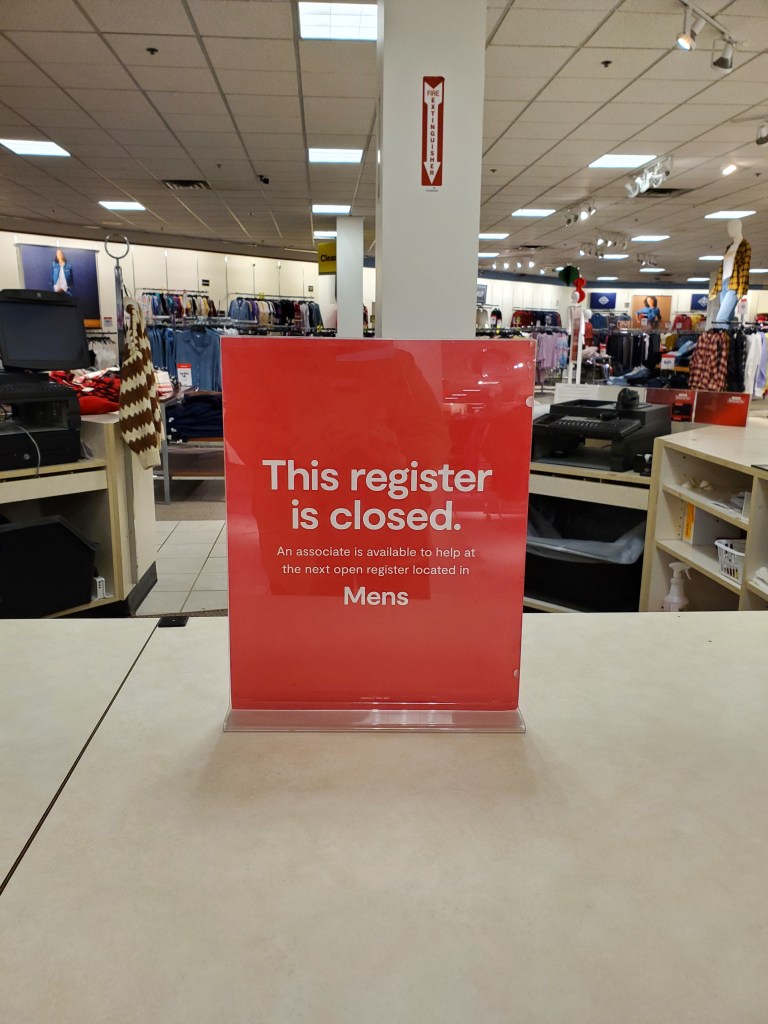 FIRE
EXTINGUISHER
This register
is closed.
An associate is available to help at
the next open register located in
Mens